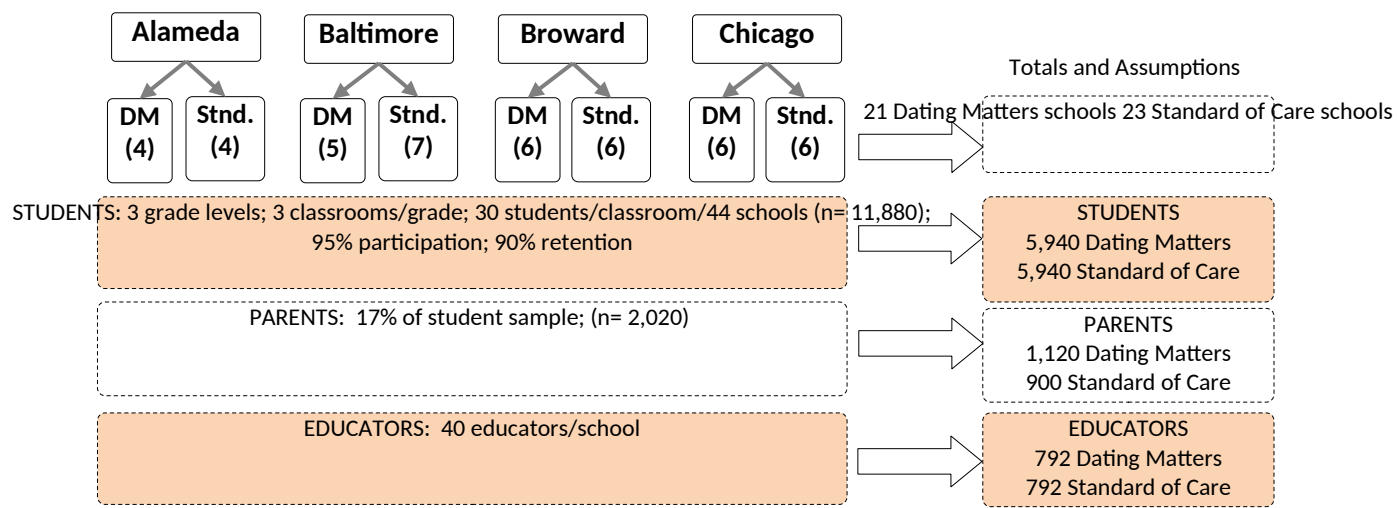 Alameda
Baltimore
Broward
Chicago
DM
(4)
Stnd.
(4)
DM
(5)
Stnd.
(7)
DM
(6)
Stnd.
(6)
DM
(6)
Stnd.
(6)
Totals and Assumptions
21 Dating Matters schools 23 Standard of Care schools
STUDENTS: 3 grade levels; 3 classrooms/grade; 30 students/classroom/44 schools (n= 11,880);
95% participation; 90% retention
STUDENTS
5,940 Dating Matters
5,940 Standard of Care
PARENTS:  17% of student sample; (n= 2,020)
PARENTS
1,120 Dating Matters
900 Standard of Care
EDUCATORS:  40 educators/school
EDUCATORS
792 Dating Matters
792 Standard of Care